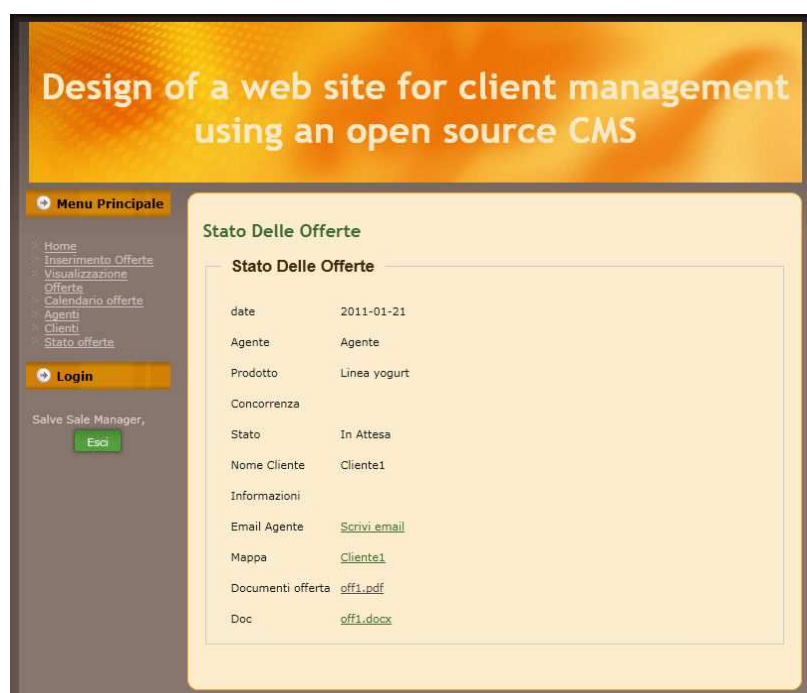 Design of a web site for client management
using an open source CMS
Menu Principale
Home
Inserimento Offerte
Visualizzazione
Offerte
Calendario offerte
Agenti
Clienti
Stato offerte
Login
Salve Sale Manager,
Esci
Stato Delle Offerte
Stato Delle Offerte
date 2011-01-21
Agente Agente
Prodotto Linea yogurt
Concorrenza
Stato In Attesa
Nome Cliente Cliente1
Informazioni
Email Agente Scrivi email
Mappa Cliente1
Documenti offerta off1.pdf
Doc off1.docx